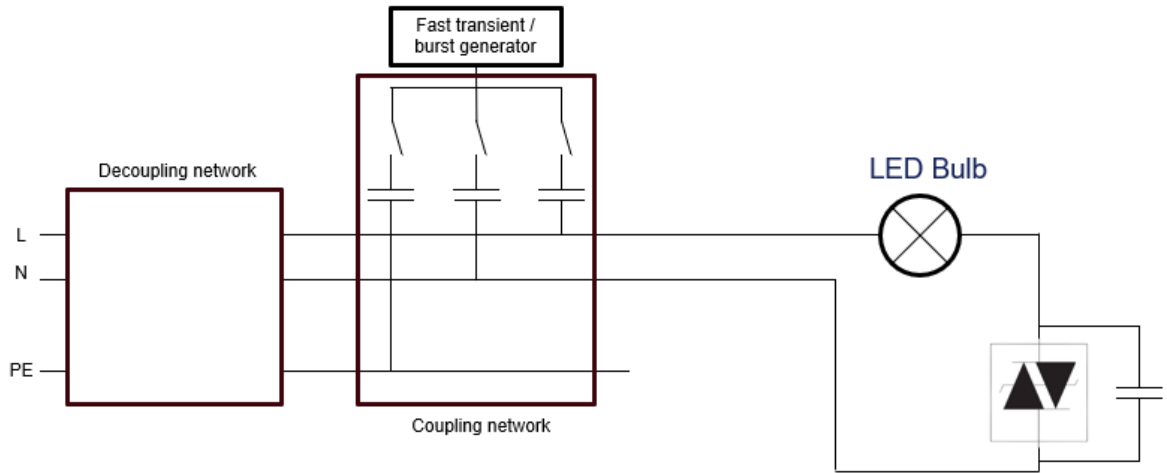 Fast transient /
burst generator
Decoupling network
LED Bulb
L
N
PE
Coupling network